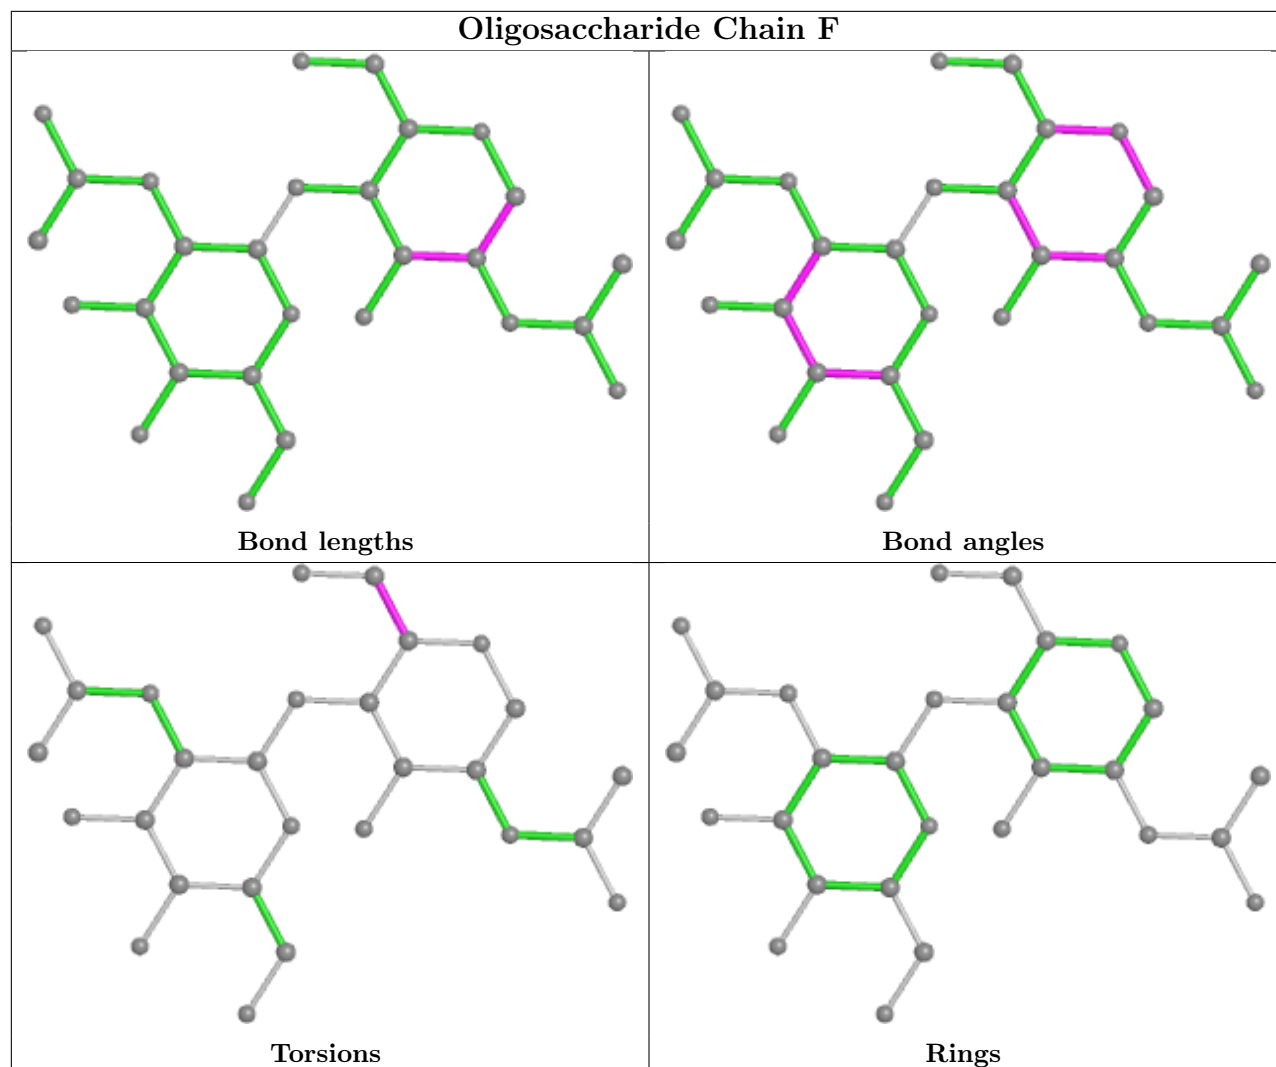 Oligosaccharide Chain F
Bond lengths
Bond angles
Torsions
Rings